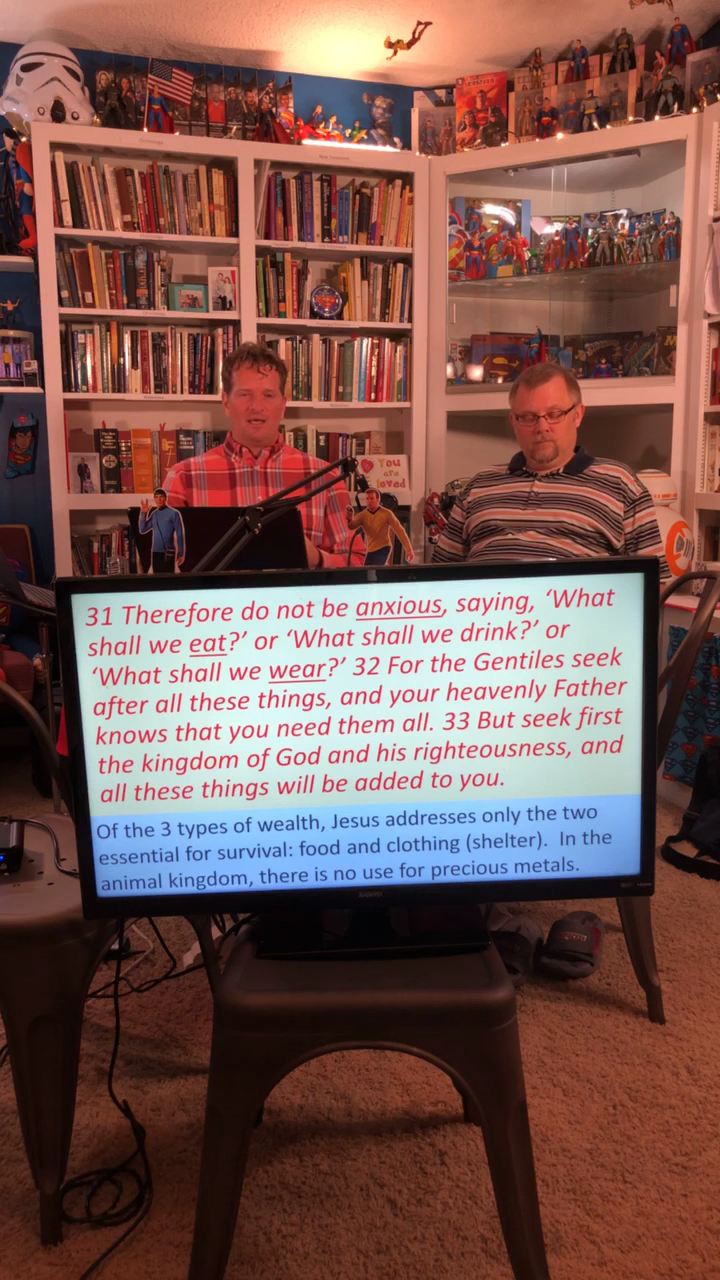 You
are
loved
31 Therefore do not be anxious, saying, ‘What
shall we eat?’ or ‘What shall we drink?’ or
‘What shall we wear?’ 32 For the Gentiles seek
after all these things, and your heavenly Father
knows that you need them all. 33 But seek first
the kingdom of God and his righteousness, and
all these things will be added to you.
Of the 3 types of wealth, Jesus addresses only the two
essential for survival: food and clothing (shelter).  In the
animal kingdom, there is no use for precious metals.